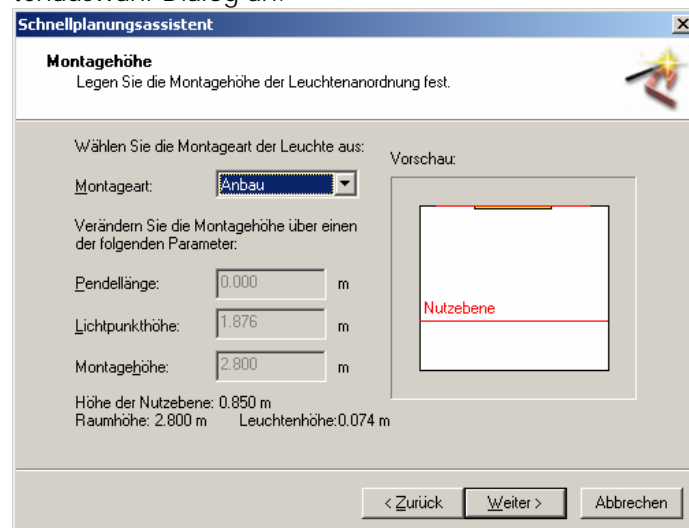 Schnellplanungsassistent
Montagehöhe
Legen Sie die Montagehöhe der Leuchtenanordnung fest.
Wählen Sie die Montageart der Leuchte aus:
Montageart: Anbau
Verändern Sie die Montagehöhe über einen
der folgenden Parameter:
Pendellänge: 0.000 m
Lichtpunkthöhe: 1.876 m
Montagehöhe: 2.800 m
Höhe der Nutzebene: 0.850 m
Raumhöhe: 2.800 m Leuchtenhöhe:0.074 m
Vorschau:
Nutzebene
< Zurück Weiter > Abbrechen